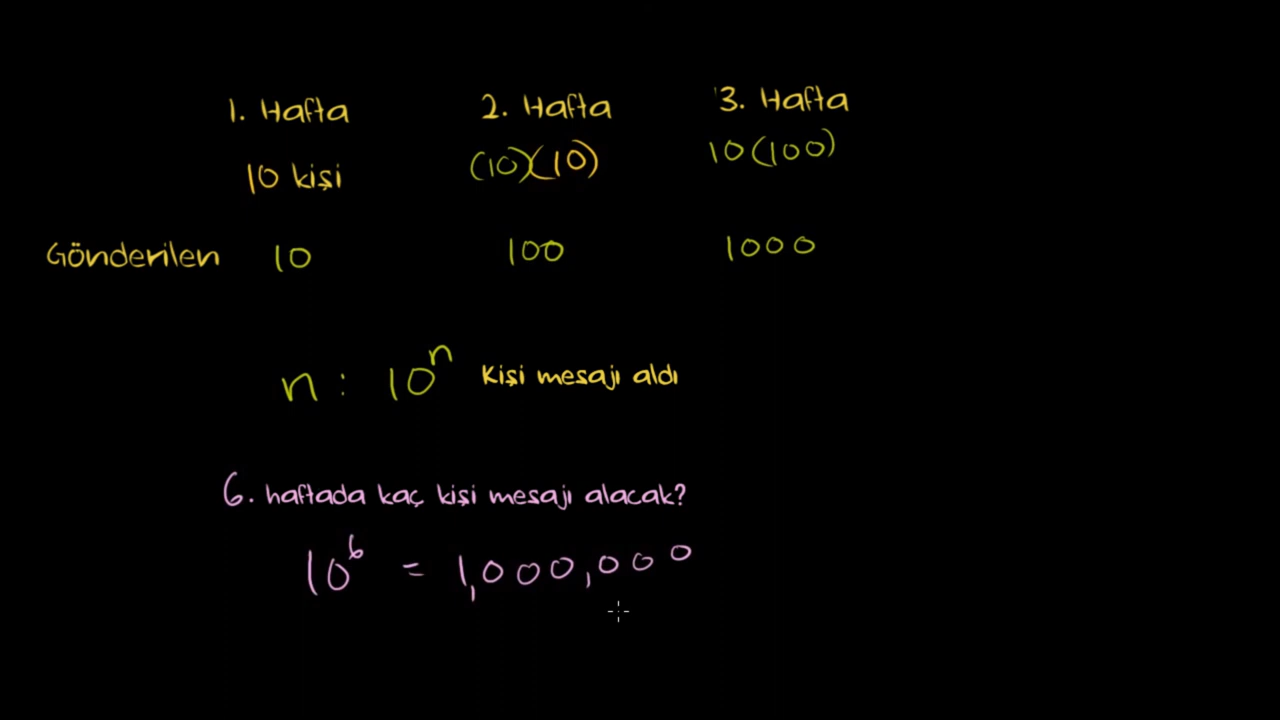 1. Hafta 2. Hafta 3. Hafta
10 kişi (10)(10) 10(100)
Gönderilen 10 100 1000
n : 10ⁿ Kişi mesajı aldı
6. haftada kaç kişi mesajı alacak?
10⁶ = 1,000,000